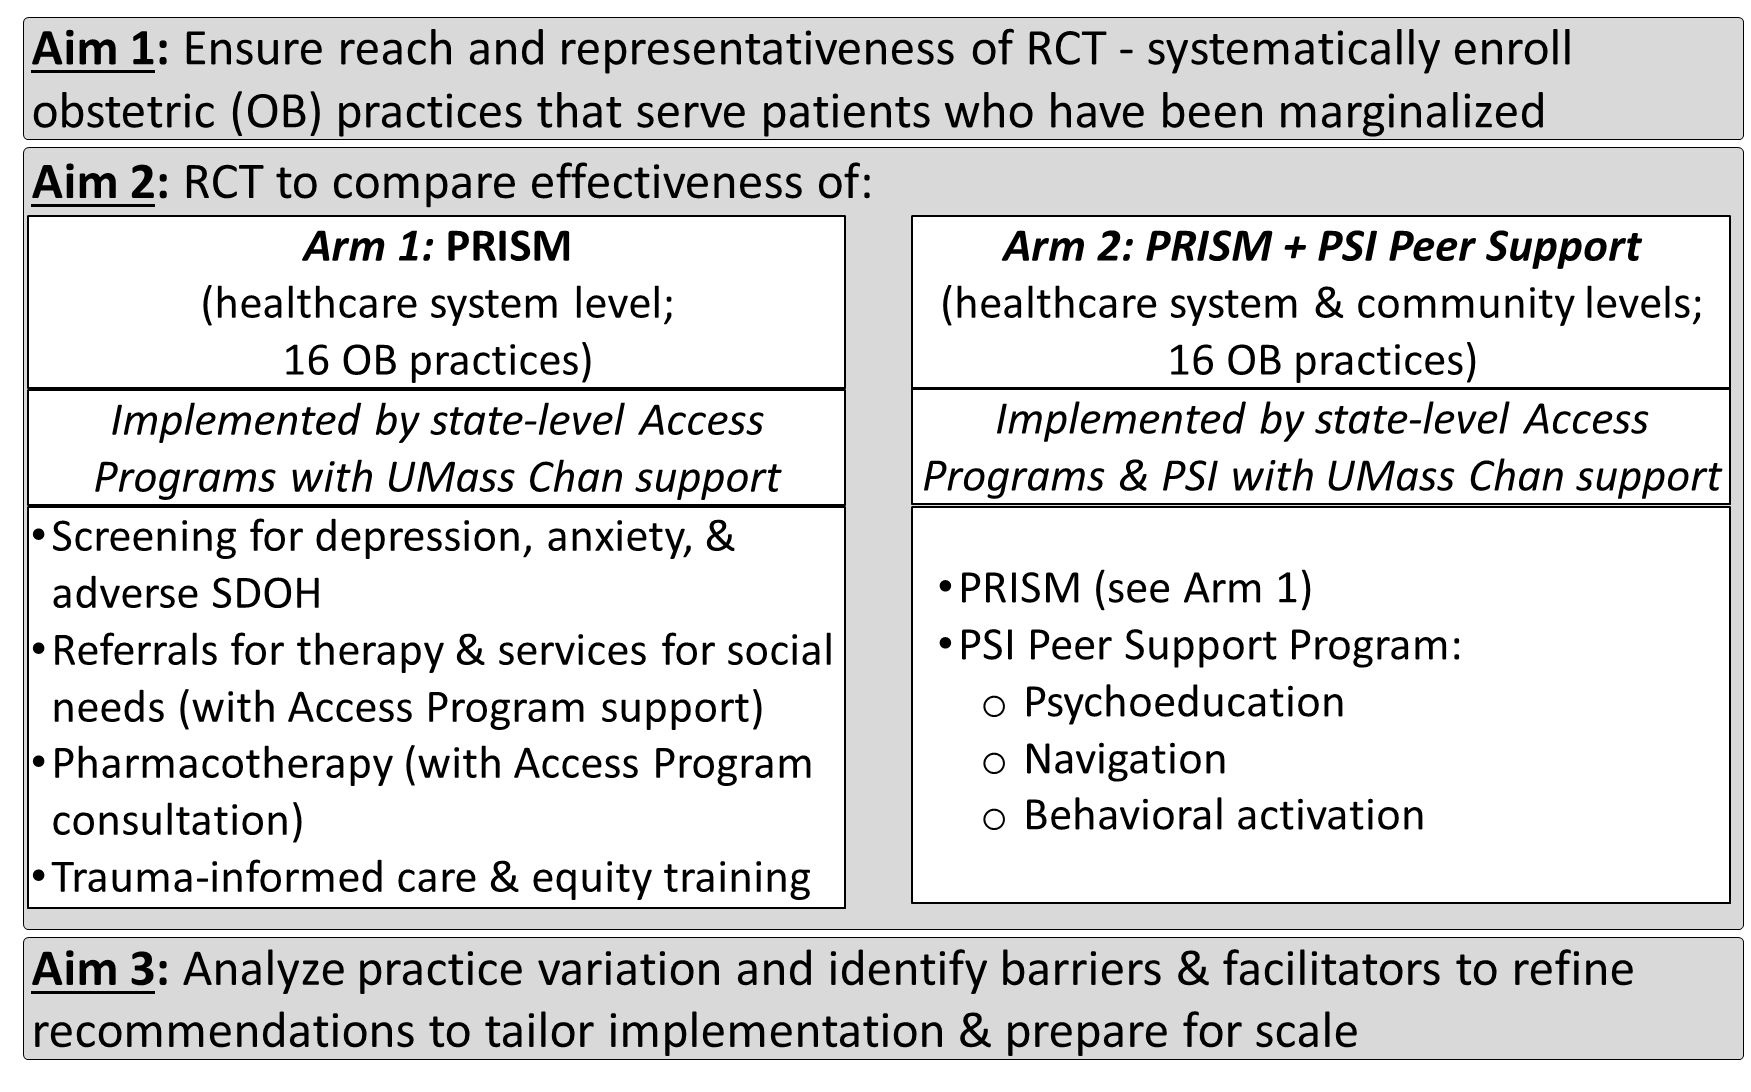 Aim 1: Ensure reach and representativeness of RCT - systematically enroll
obstetric (OB) practices that serve patients who have been marginalized
Aim 2: RCT to compare effectiveness of:
Arm 1: PRISM
(healthcare system level;
16 OB practices)
Implemented by state-level Access
Programs with UMass Chan support
•Screening for depression, anxiety, &
adverse SDOH
•Referrals for therapy & services for social
needs (with Access Program support)
•Pharmacotherapy (with Access Program
consultation)
•Trauma-informed care & equity training
Arm 2: PRISM + PSI Peer Support
(healthcare system & community levels;
16 OB practices)
Implemented by state-level Access
Programs & PSI with UMass Chan support
•PRISM (see Arm 1)
•PSI Peer Support Program:
o Psychoeducation
o Navigation
o Behavioral activation
Aim 3: Analyze practice variation and identify barriers & facilitators to refine
recommendations to tailor implementation & prepare for scale